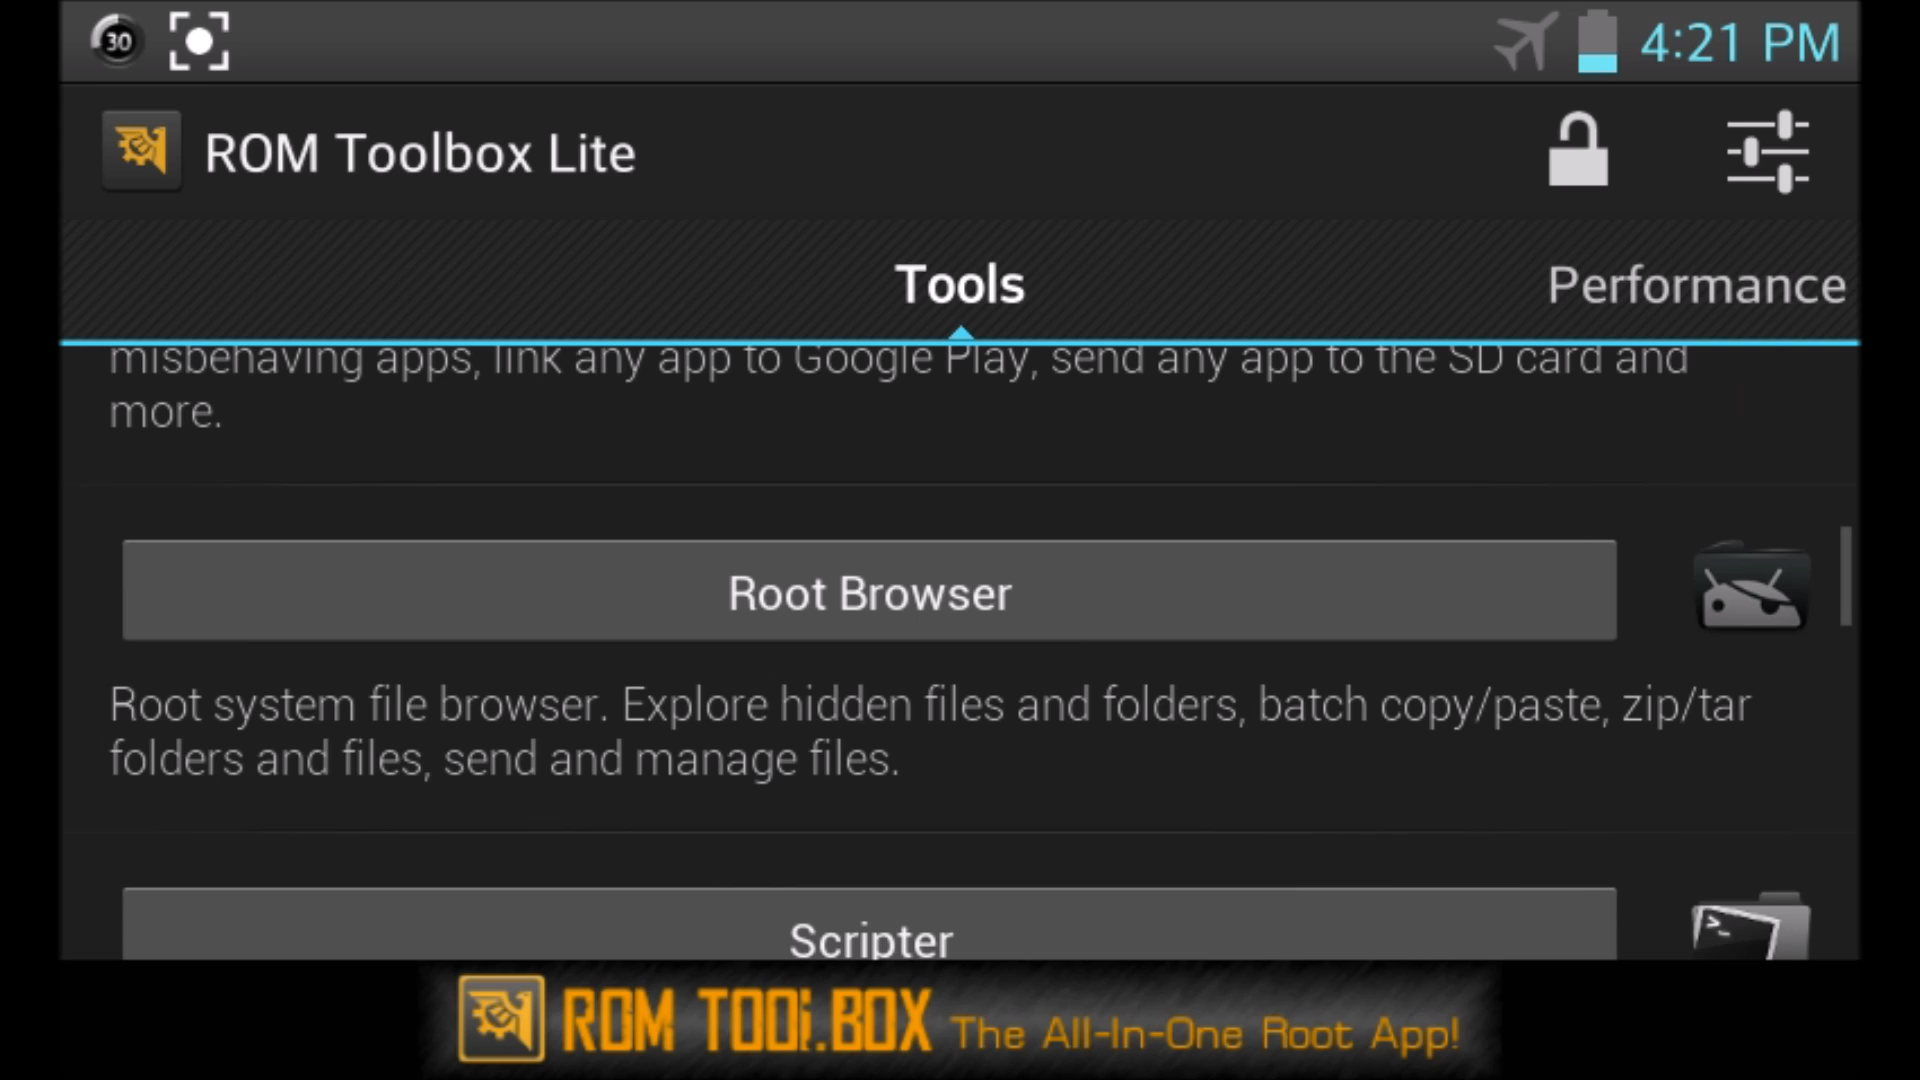 30
4:21 PM
ROM Toolbox Lite
Tools
Performance
misbehaving apps, link any app to Google Play, send any app to the SD card and
more.
Root Browser
Root system file browser. Explore hidden files and folders, batch copy/paste, zip/tar
folders and files, send and manage files.
Scripter
>_
ROM TOOLBOX The All-In-One Root App!